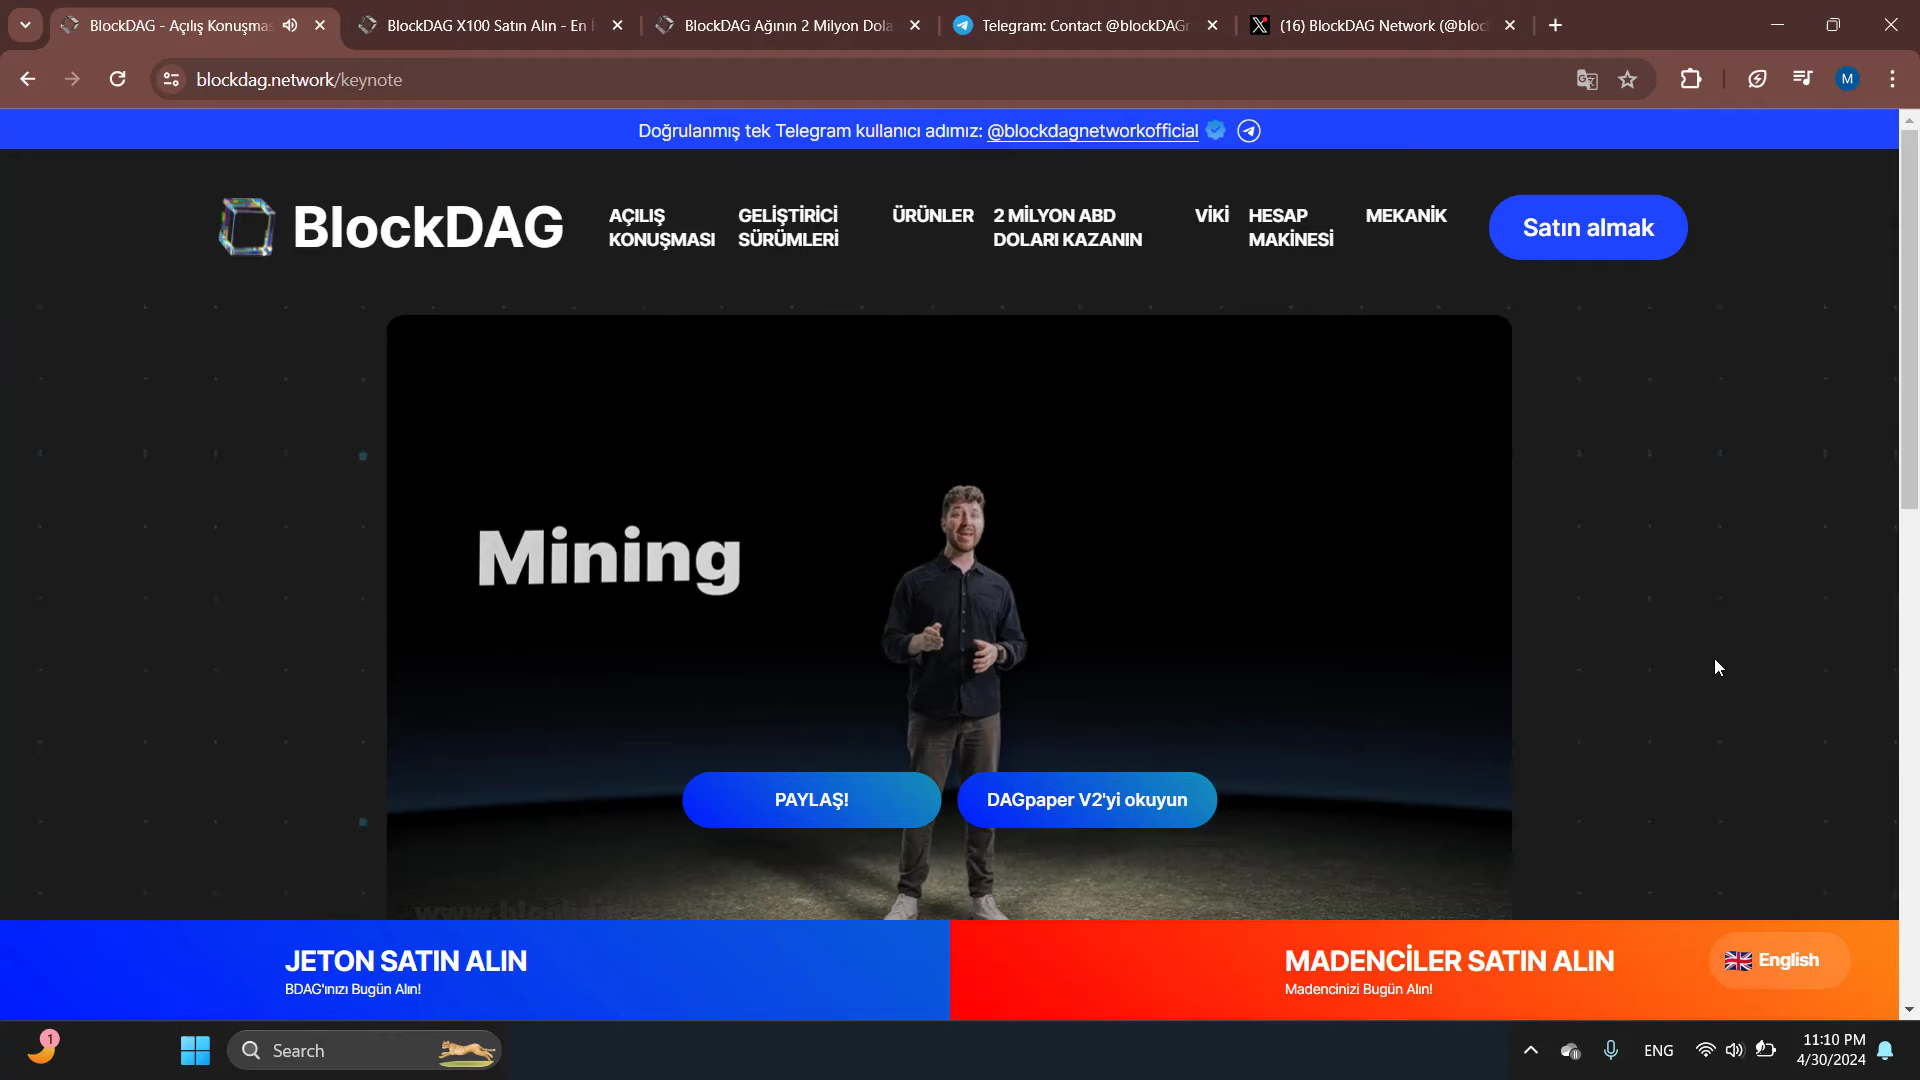 BlockDAG - Açılış Konuşmas
BlockDAG X100 Satın Alın - En
BlockDAG Ağının 2 Milyon Dola
Telegram: Contact @blockDAGn
(16) BlockDAG Network (@bloc
blockdag.network/keynote
M
Doğrulanmış tek Telegram kullanıcı adımız: @blockdagnetworkofficial
BlockDAG
AÇILIŞ
KONUŞMASI
GELİŞTİRİCİ
SÜRÜMLERİ
ÜRÜNLER
2 MİLYON ABD
DOLARI KAZANIN
VİKİ
HESAP
MAKİNESİ
MEKANİK
Satın almak
Mining
PAYLAŞ!
DAGpaper V2'yi okuyun
JETON SATIN ALIN
BDAG'ınızı Bugün Alın!
MADENCİLER SATIN ALIN
Madencinizi Bugün Alın!
English
1
Search
ENG
11:10 PM
4/30/2024